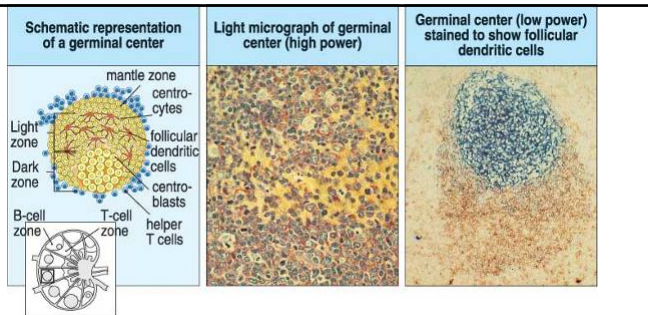 Schematic representation
of a germinal center
mantle zone
centro-
cytes
Light
zone
follicular
dendritic
cells
Dark
zone
centro-
blasts
B-cell
zone
T-cell
zone
helper
T cells
Light micrograph of germinal
center (high power)
Germinal center (low power)
stained to show follicular
dendritic cells